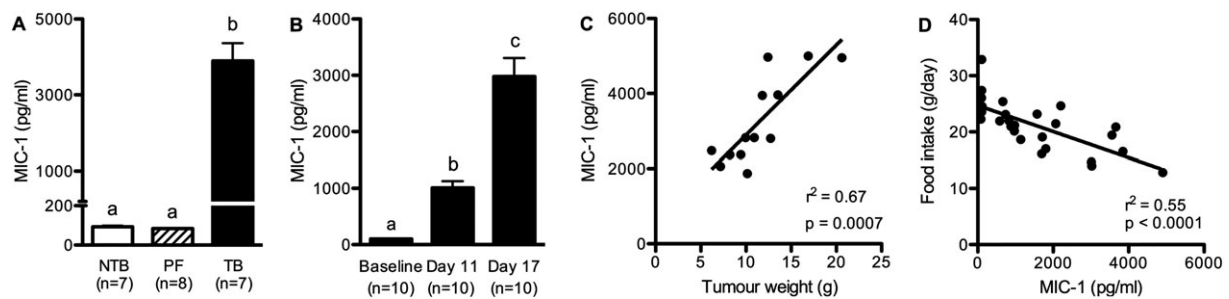 A
MIC-1 (pg/ml)
5000
3000
1000
200
0
a
a
b
NTB
(n=7)
PF
(n=8)
TB
(n=7)
B
MIC-1 (pg/ml)
4000
3000
2000
1000
0
a
b
c
Baseline
(n=10)
Day 11
(n=10)
Day 17
(n=10)
C
MIC-1 (pg/ml)
6000
4000
2000
0
r² = 0.67
p = 0.0007
0
5
10
15
20
25
Tumour weight (g)
D
Food intake (g/day)
40
30
20
10
0
r² = 0.55
p < 0.0001
0
2000
4000
6000
MIC-1 (pg/ml)